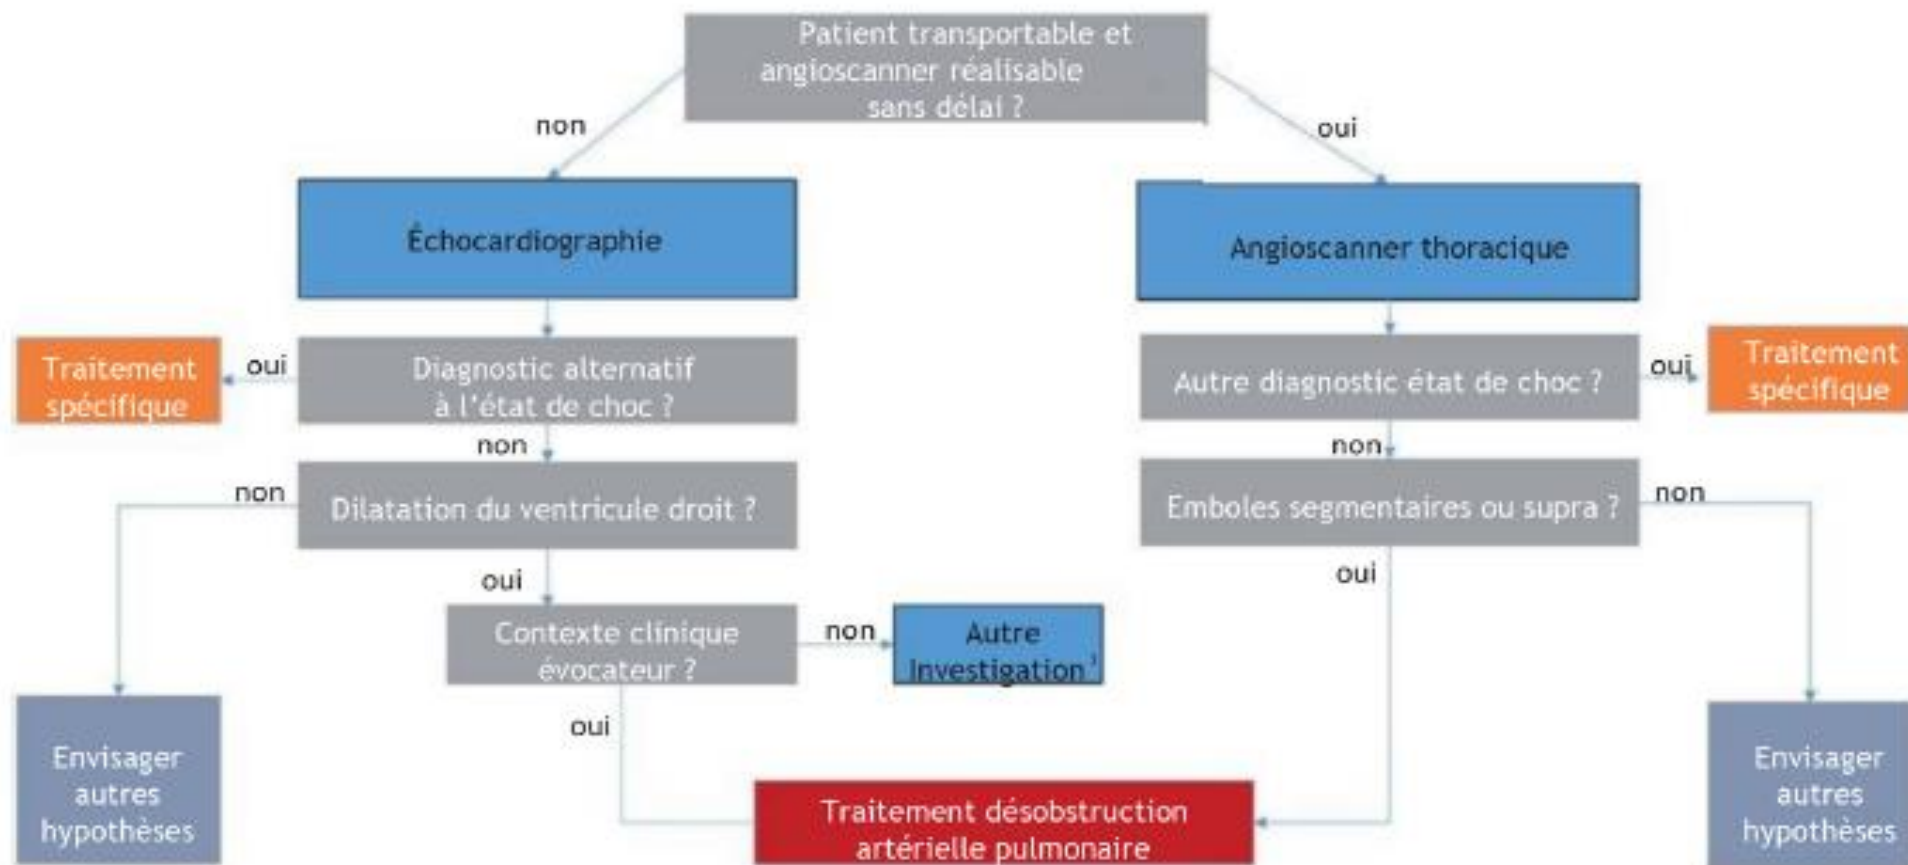 Patient transportable et
angioscanner réalisable
sans délai ?
non
oui
Échocardiographie
Angioscanner thoracique
Traitement
spécifique
oui
Diagnostic alternatif
à l'état de choc ?
Autre diagnostic état de choc ?
oui
Traitement
spécifique
non
non
non
Dilatation du ventricule droit ?
Emboles segmentaires ou supra ?
non
oui
oui
Contexte clinique
évocateur ?
non
Autre
Investigation
oui
Envisager
autres
hypothèses
Traitement désobstruction
artérielle pulmonaire
Envisager
autres
hypothèses